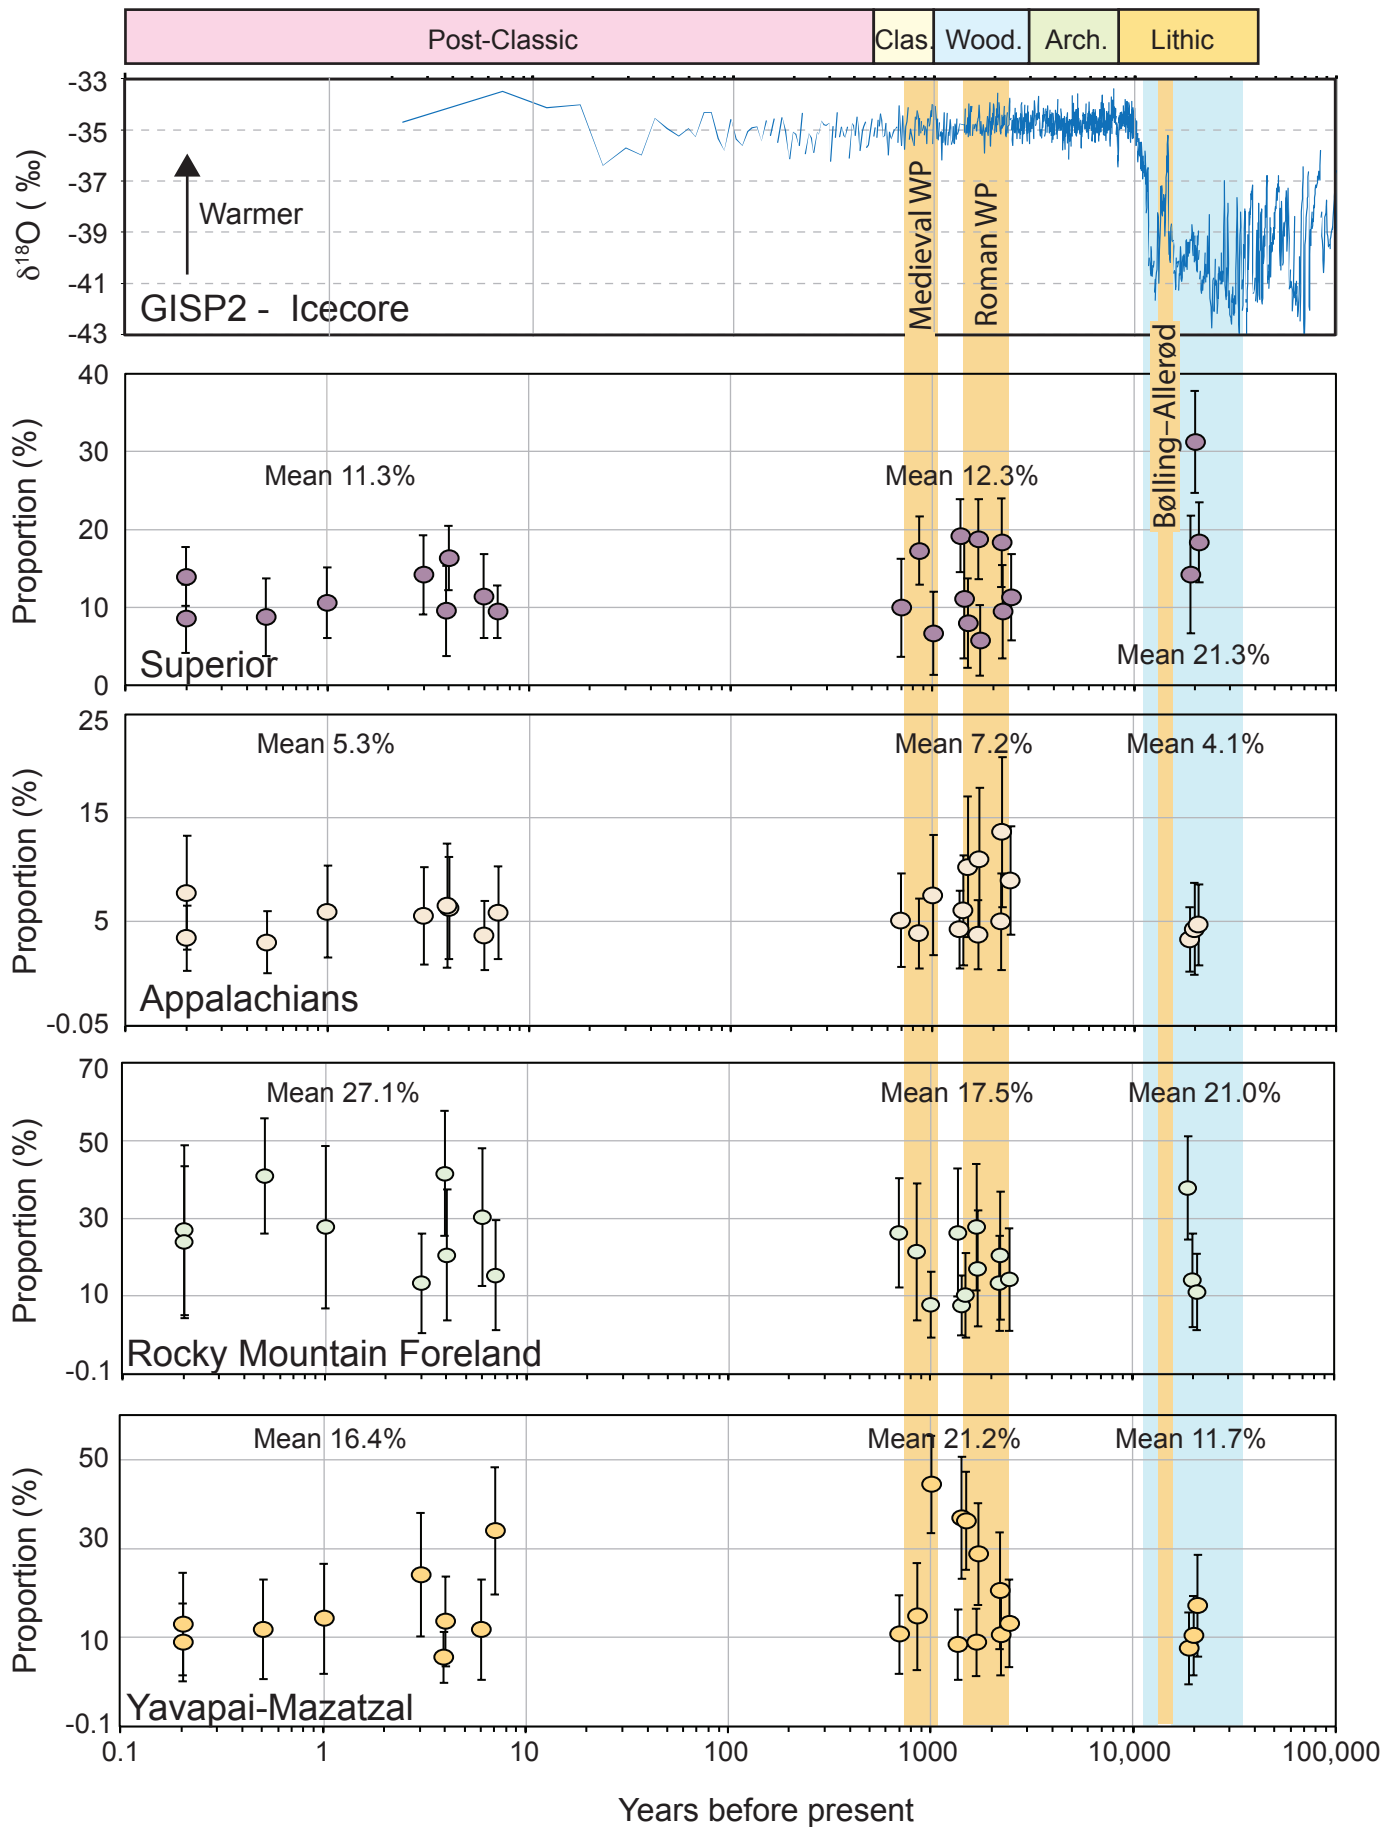 Post-Classic
Clas.
Wood.
Arch.
Lithic
-33
-35
-37
-39
-41
-43
δ18O ( ‰)
Warmer
GISP2 - Icecore
Medieval WP
Roman WP
Bølling–Allerød
40
30
20
10
0
Proportion (%)
Mean 11.3%
Mean 12.3%
Mean 21.3%
Superior
25
15
5
-0.05
Proportion (%)
Mean 5.3%
Mean 7.2%
Mean 4.1%
Appalachians
70
50
30
10
-0.1
Proportion (%)
Mean 27.1%
Mean 17.5%
Mean 21.0%
Rocky Mountain Foreland
50
30
10
-0.1
Proportion (%)
Mean 16.4%
Mean 21.2%
Mean 11.7%
Yavapai-Mazatzal
0.1
1
10
100
1000
10,000
100,000
Years before present